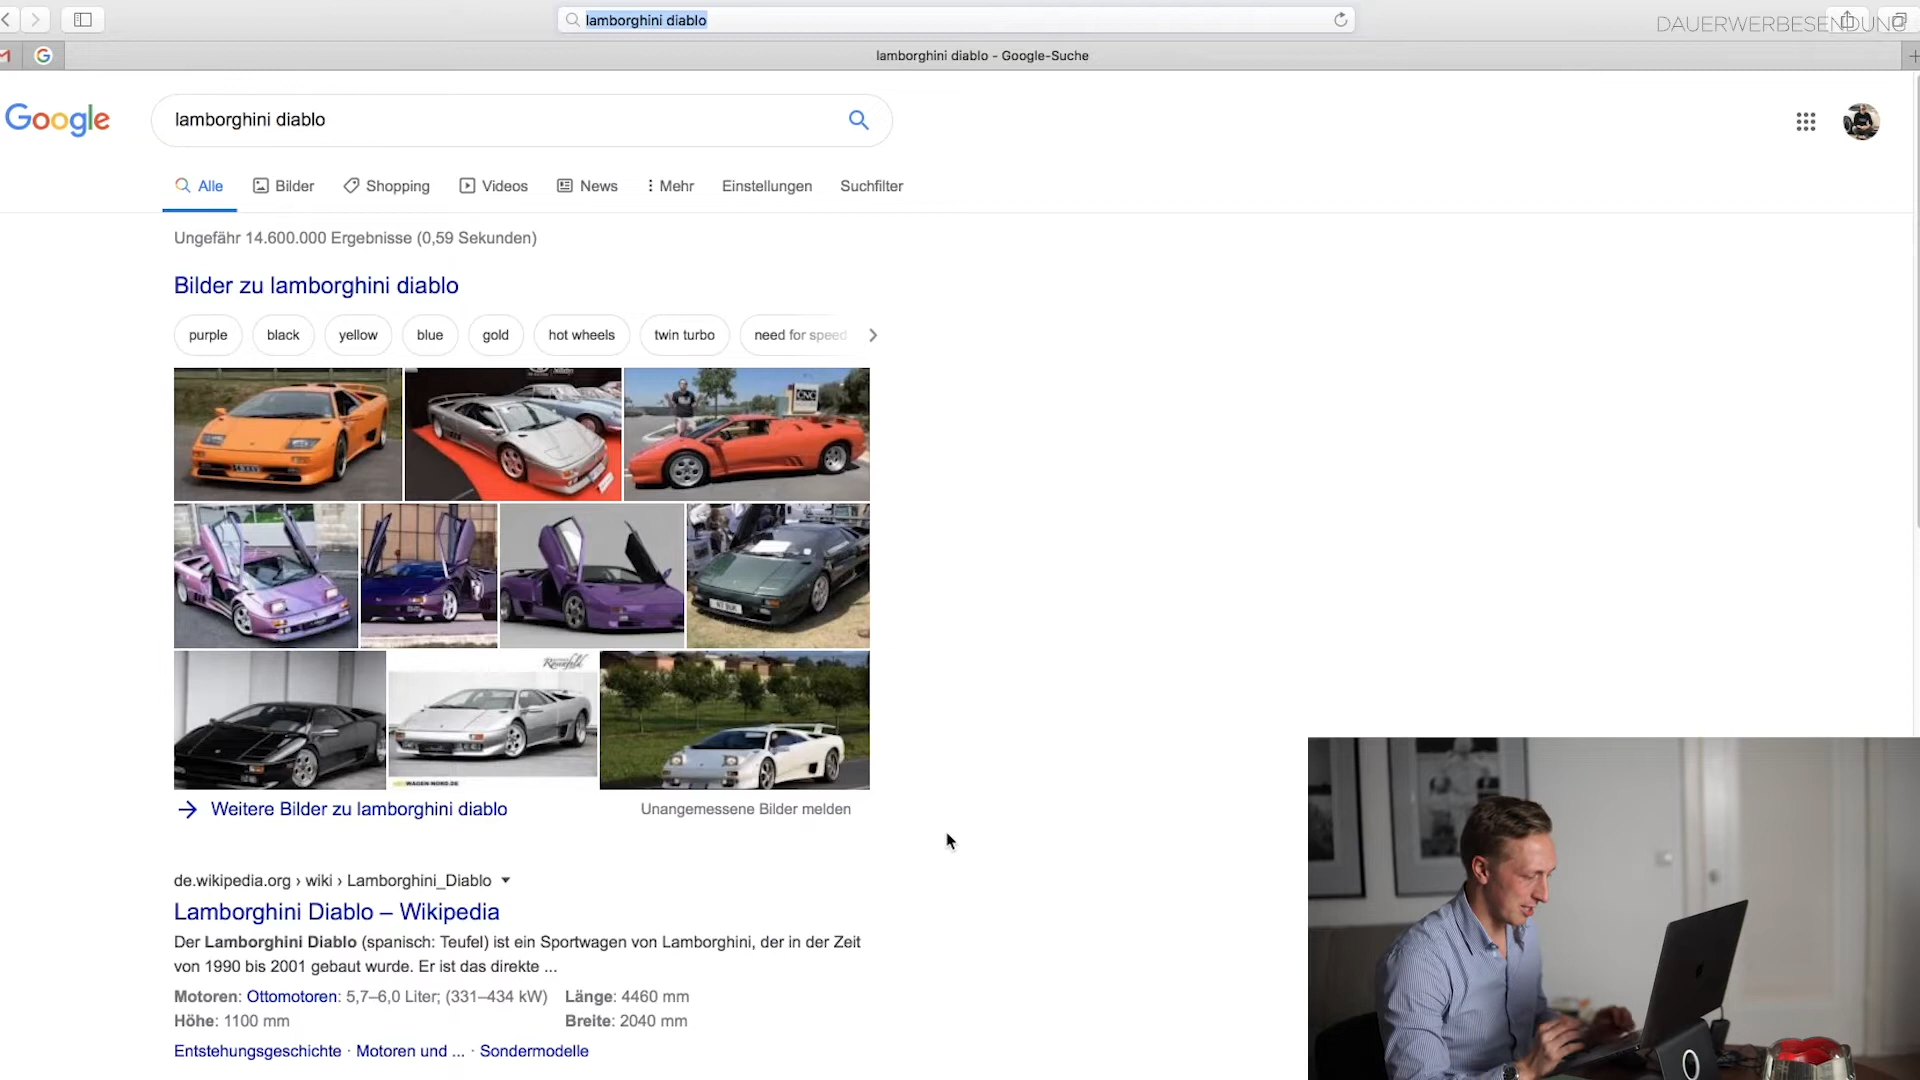 lamborghini diablo
DAUERWERBESENDUNG
lamborghini diablo - Google-Suche
Google
lamborghini diablo
Alle
Bilder
Shopping
Videos
News
Mehr
Einstellungen
Suchfilter
Ungefähr 14.600.000 Ergebnisse (0,59 Sekunden)
Bilder zu lamborghini diablo
purple
black
yellow
blue
gold
hot wheels
twin turbo
need for speed
CNC
WAGEN-NORD.DE
Weitere Bilder zu lamborghini diablo
Unangemessene Bilder melden
de.wikipedia.org › wiki › Lamborghini_Diablo
Lamborghini Diablo – Wikipedia
Der Lamborghini Diablo (spanisch: Teufel) ist ein Sportwagen von Lamborghini, der in der Zeit
von 1990 bis 2001 gebaut wurde. Er ist das direkte ...
Motoren: Ottomotoren: 5,7–6,0 Liter; (331–434 kW) Länge: 4460 mm
Höhe: 1100 mm Breite: 2040 mm
Entstehungsgeschichte · Motoren und ... · Sondermodelle